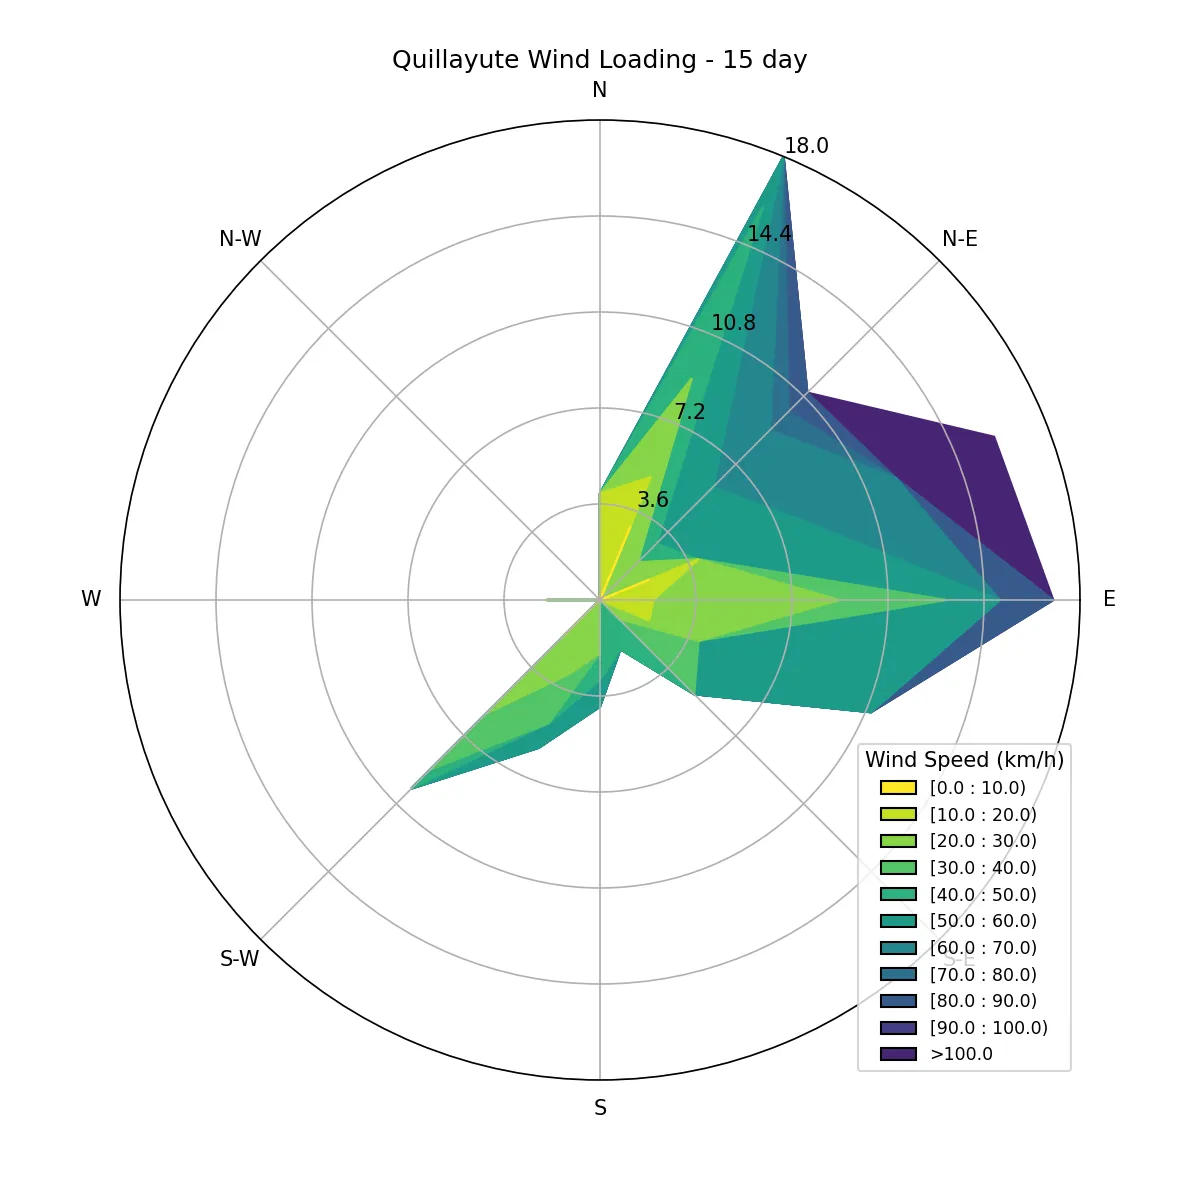 Quillayute Wind Loading - 15 day
N
18.0
14.4
N-W
N-E
10.8
7.2
3.6
W
E
Wind Speed (km/h)
[0.0 : 10.0)
[10.0 : 20.0)
[20.0 : 30.0)
[30.0 : 40.0)
[40.0 : 50.0)
[50.0 : 60.0)
[60.0 : 70.0)
[70.0 : 80.0)
[80.0 : 90.0)
[90.0 : 100.0)
>100.0
S-W
S-E
S